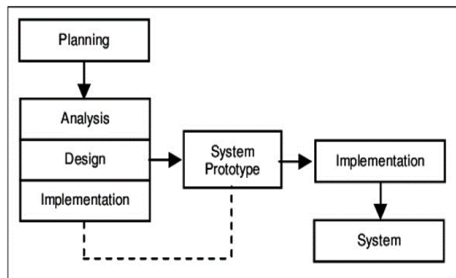 Planning
Analysis
Design
Implementation
System
Prototype
Implementation
System